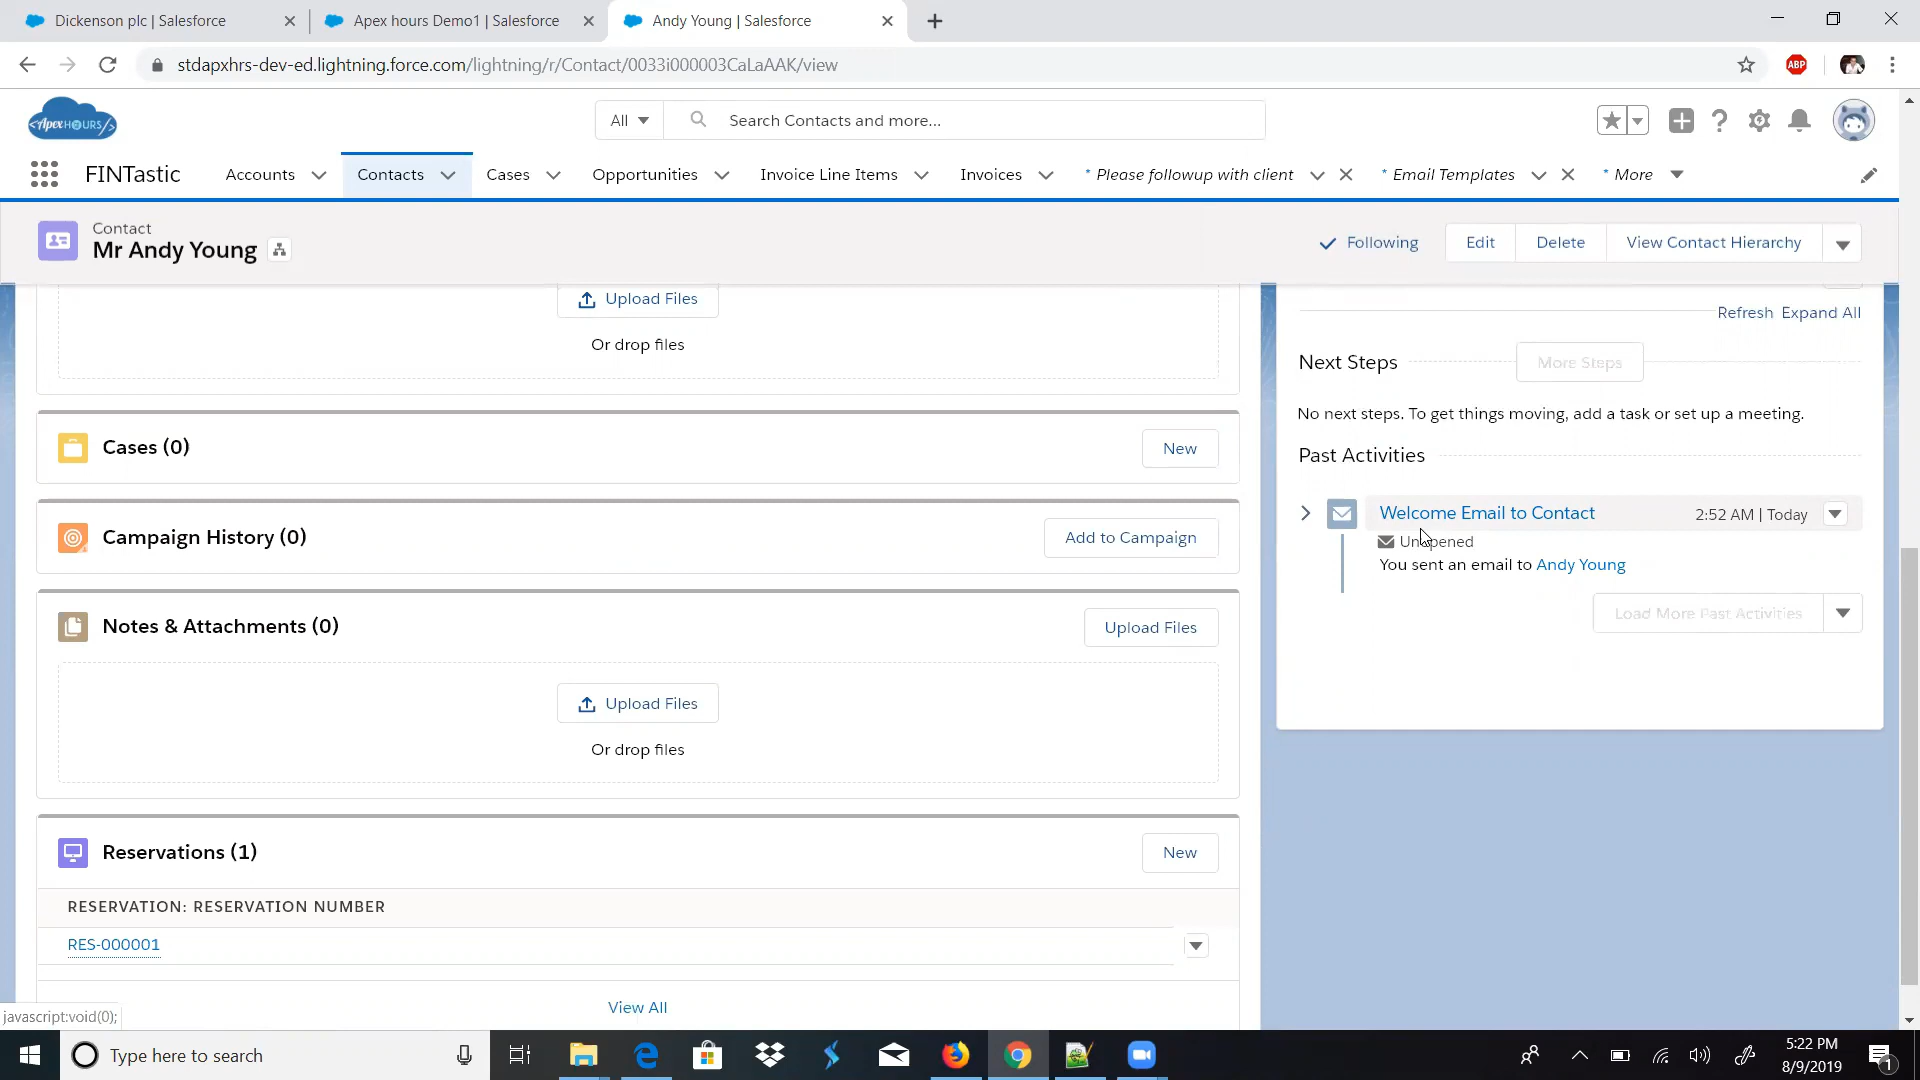 Dickenson plc | Salesforce
Apex hours Demo1 | Salesforce
Andy Young | Salesforce
stdapxhrs-dev-ed.lightning.force.com/lightning/r/Contact/0033i000003CaLaAAK/view
ABP
<ApexHOURS/>
All
Search Contacts and more...
FINTastic
Accounts
Contacts
Cases
Opportunities
Invoice Line Items
Invoices
* Please followup with client
* Email Templates
* More
Contact
Mr Andy Young
Following
Edit
Delete
View Contact Hierarchy
Upload Files
Or drop files
Refresh Expand All
Next Steps
More Steps
No next steps. To get things moving, add a task or set up a meeting.
Cases (0)
New
Past Activities
Welcome Email to Contact
2:52 AM | Today
Unopened
You sent an email to Andy Young
Load More Past Activities
Campaign History (0)
Add to Campaign
Notes & Attachments (0)
Upload Files
Upload Files
Or drop files
Reservations (1)
New
RESERVATION: RESERVATION NUMBER
RES-000001
View All
javascript:void(0);
Type here to search
5:22 PM
8/9/2019
1